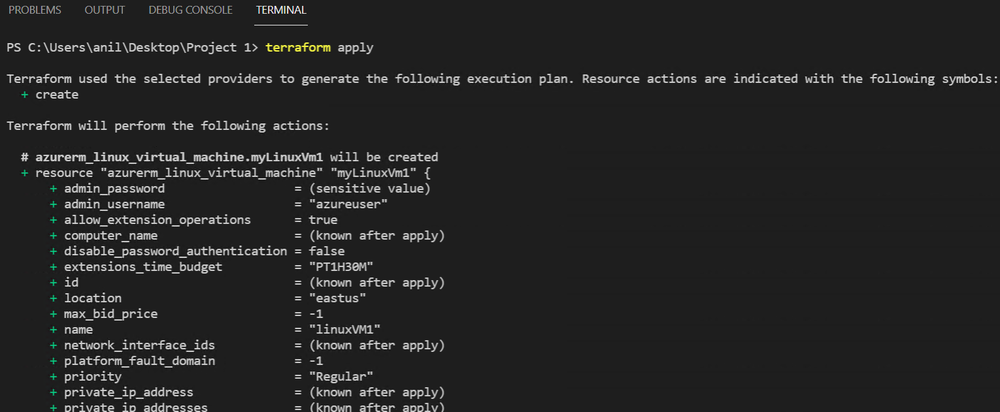 PROBLEMS OUTPUT DEBUG CONSOLE TERMINAL
PS C:\Users\anil\Desktop\Project 1> terraform apply
Terraform used the selected providers to generate the following execution plan. Resource actions are indicated with the following symbols:
+ create
Terraform will perform the following actions:
# azurerm_linux_virtual_machine.myLinuxVm1 will be created
+ resource "azurerm_linux_virtual_machine" "myLinuxVm1" {
+ admin_password = (sensitive value)
+ admin_username = "azureuser"
+ allow_extension_operations = true
+ computer_name = (known after apply)
+ disable_password_authentication = false
+ extensions_time_budget = "PT1H30M"
+ id = (known after apply)
+ location = "eastus"
+ max_bid_price = -1
+ name = "linuxVM1"
+ network_interface_ids = (known after apply)
+ platform_fault_domain = -1
+ priority = "Regular"
+ private_ip_address = (known after apply)
+ private_ip_addresses = (known after apply)